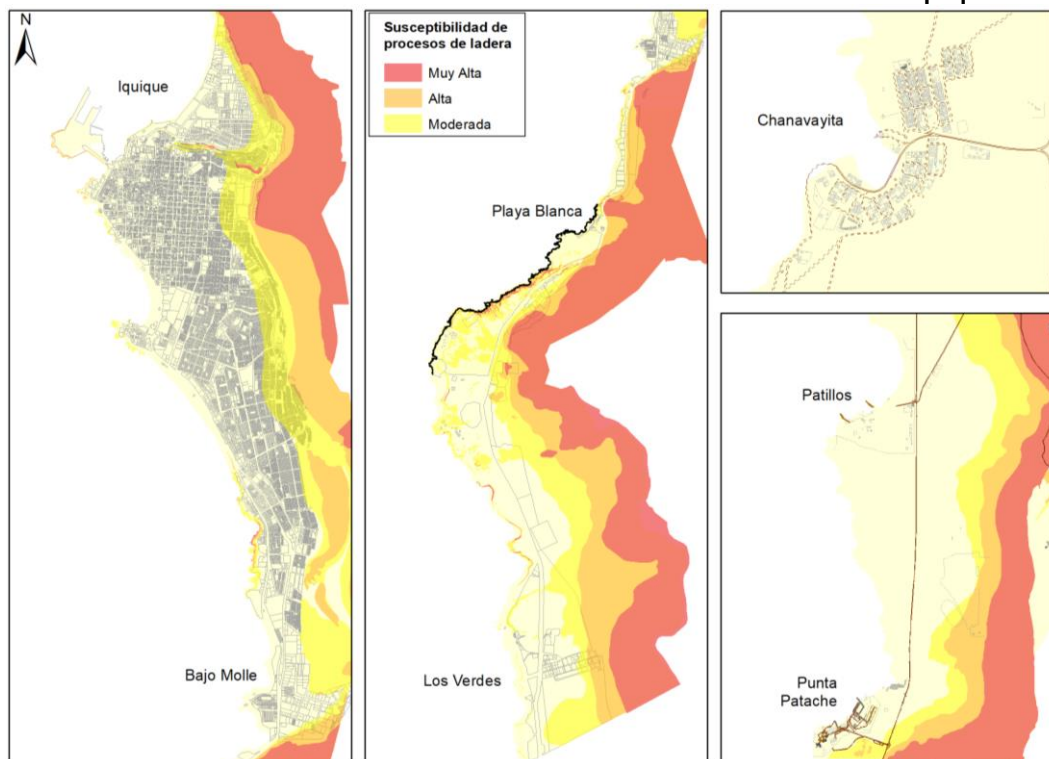 N
Iquique
Bajo Molle
Susceptibilidad de
procesos de ladera
Muy Alta
Alta
Moderada
Playa Blanca
Los Verdes
Chanavayita
Patillos
Punta
Patache